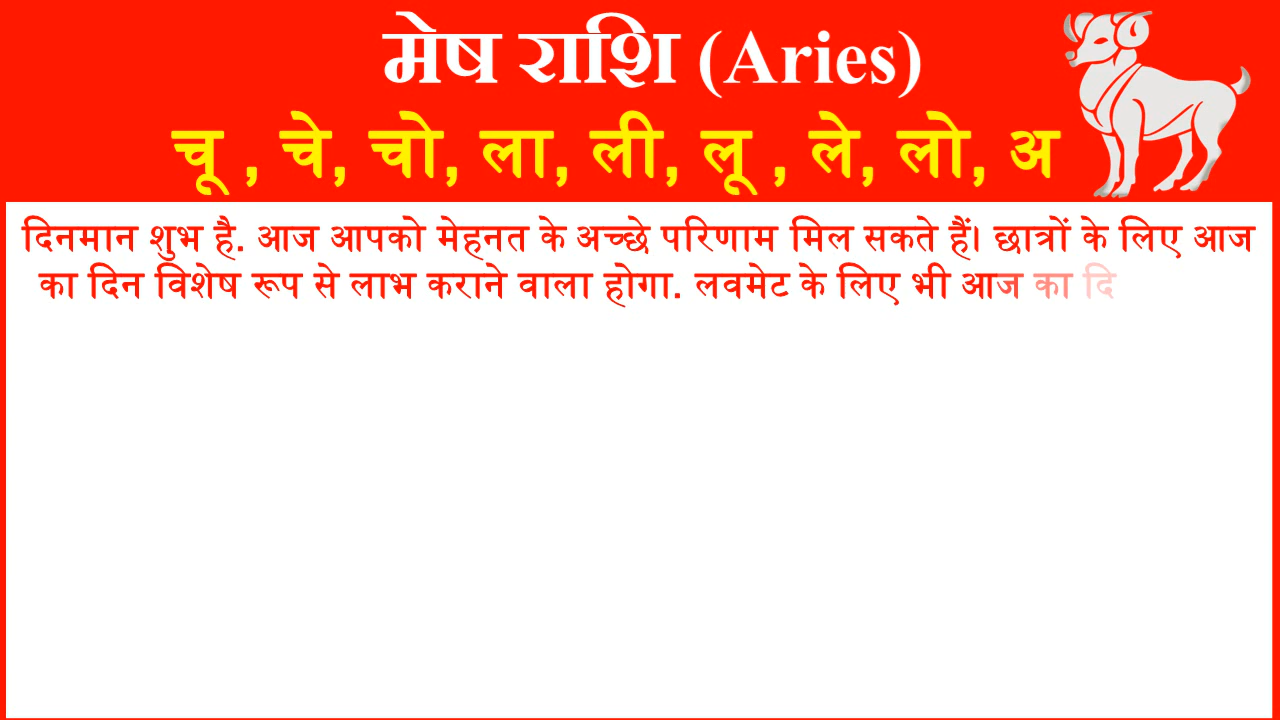 मेष राशि (Aries)
चू , चे, चो, ला, ली, लू , ले, लो, अ
दिनमान शुभ है. आज आपको मेहनत के अच्छे परिणाम मिल सकते हैं। छात्रों के लिए आज
का दिन विशेष रूप से लाभ कराने वाला होगा. लवमेट के लिए भी आज का दि